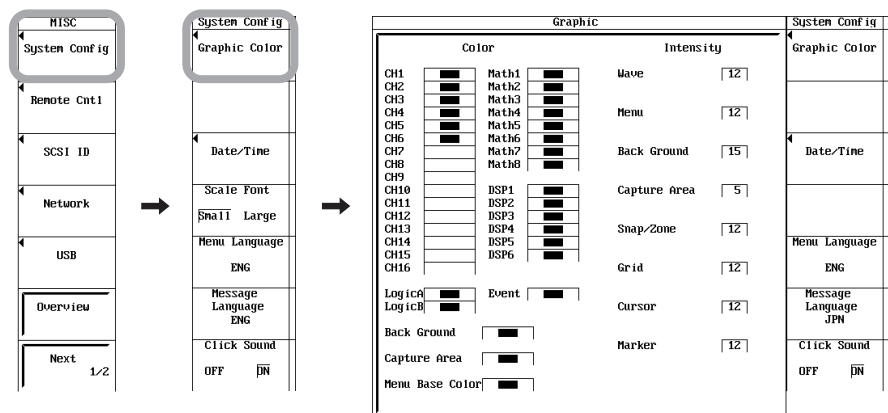 MISC
System Config
Remote Cntl
SCSI ID
Network
USB
Overview
Next
1/2
System Config
Graphic Color
Date/Time
Scale Font
Small Large
Menu Language
ENG
Message
Language
ENG
Click Sound
OFF ON
Graphic
Color Intensity
CH1 Math1 Wave 12
CH2 Math2
CH3 Math3
CH4 Math4 Menu 12
CH5 Math5
CH6 Math6
CH7 Math7 Back Ground 15
CH8 Math8
CH9
CH10 DSP1 Capture Area 5
CH11 DSP2
CH12 DSP3
CH13 DSP4 Snap/Zone 12
CH14 DSP5
CH15 DSP6
CH16 Grid 12
LogicA Event
LogicB Cursor 12
Back Ground
Marker 12
Capture Area
Menu Base Color
System Config
Graphic Color
Date/Time
Menu Language
ENG
Message
Language
JPN
Click Sound
OFF ON